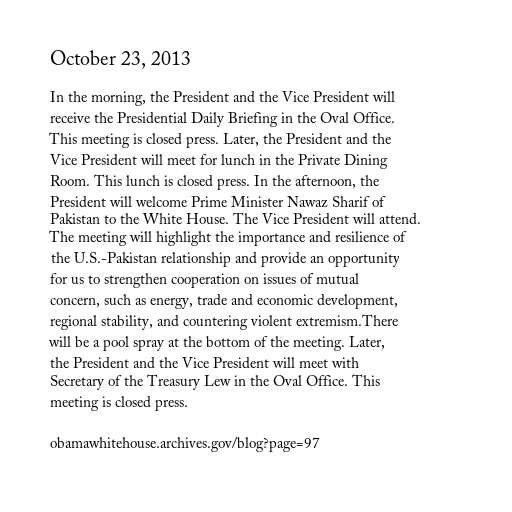 October 23, 2013
In the morning, the President and the Vice President will
receive the Presidential Daily Briefing in the Oval Office.
This meeting is closed press. Later, the President and the
Vice President will meet for lunch in the Private Dining
Room. This lunch is closed press. In the afternoon, the
President will welcome Prime Minister Nawaz Sharif of
Pakistan to the White House. The Vice President will attend.
The meeting will highlight the importance and resilience of
the U.S.-Pakistan relationship and provide an opportunity
for us to strengthen cooperation on issues of mutual
concern, such as energy, trade and economic development,
regional stability, and countering violent extremism.There
will be a pool spray at the bottom of the meeting. Later,
the President and the Vice President will meet with
Secretary of the Treasury Lew in the Oval Office. This
meeting is closed press.
obamawhitehouse.archives.gov/blog?page=97